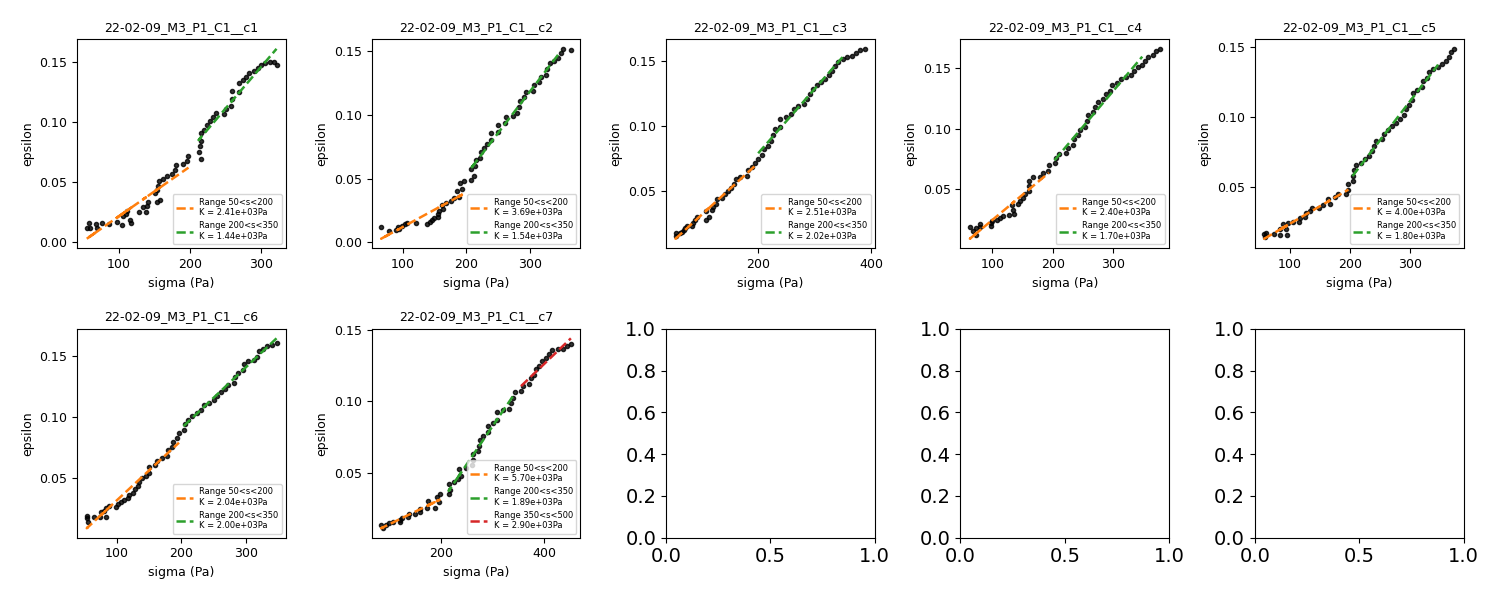 22-02-09_M3_P1_C1__c1
epsilon
0.15
0.10
0.05
0.00
100
200
300
sigma (Pa)
Range 50<s<200
K = 2.41e+03Pa
Range 200<s<350
K = 1.44e+03Pa
22-02-09_M3_P1_C1__c2
epsilon
0.15
0.10
0.05
0.00
100
200
300
sigma (Pa)
Range 50<s<200
K = 3.69e+03Pa
Range 200<s<350
K = 1.54e+03Pa
22-02-09_M3_P1_C1__c3
epsilon
0.15
0.10
0.05
200
300
400
sigma (Pa)
Range 50<s<200
K = 2.51e+03Pa
Range 200<s<350
K = 2.02e+03Pa
22-02-09_M3_P1_C1__c4
epsilon
0.15
0.10
0.05
100
200
300
sigma (Pa)
Range 50<s<200
K = 2.40e+03Pa
Range 200<s<350
K = 1.70e+03Pa
22-02-09_M3_P1_C1__c5
epsilon
0.15
0.10
0.05
100
200
300
sigma (Pa)
Range 50<s<200
K = 4.00e+03Pa
Range 200<s<350
K = 1.80e+03Pa
22-02-09_M3_P1_C1__c6
epsilon
0.15
0.10
0.05
100
200
300
sigma (Pa)
Range 50<s<200
K = 2.04e+03Pa
Range 200<s<350
K = 2.00e+03Pa
22-02-09_M3_P1_C1__c7
epsilon
0.15
0.10
0.05
200
400
sigma (Pa)
Range 50<s<200
K = 5.70e+03Pa
Range 200<s<350
K = 1.89e+03Pa
Range 350<s<500
K = 2.90e+03Pa
1.0
0.8
0.6
0.4
0.2
0.0
0.0
0.5
1.0
1.0
0.8
0.6
0.4
0.2
0.0
0.0
0.5
1.0
1.0
0.8
0.6
0.4
0.2
0.0
0.0
0.5
1.0